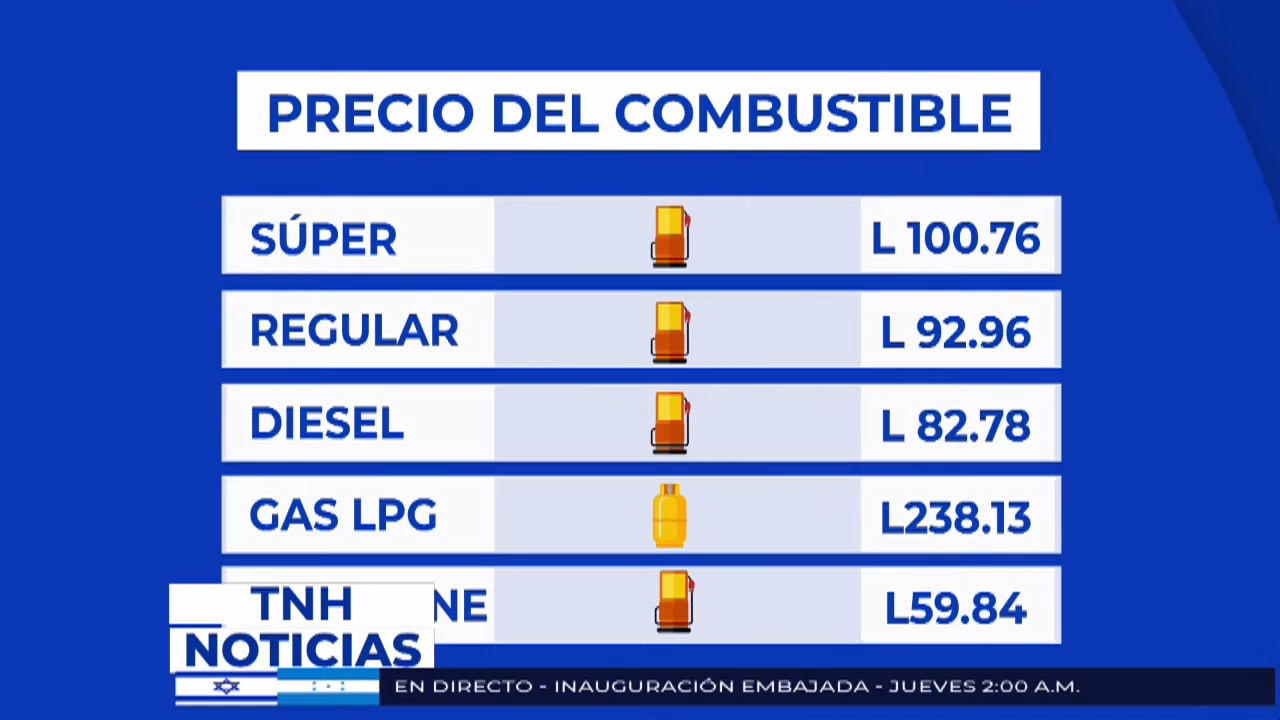 PRECIO DEL COMBUSTIBLE
SÚPER L 100.76
REGULAR L 92.96
DIESEL L 82.78
GAS LPG L238.13
NE L59.84
TNH
NOTICIAS
EN DIRECTO - INAUGURACIÓN EMBAJADA - JUEVES 2:00 A.M.